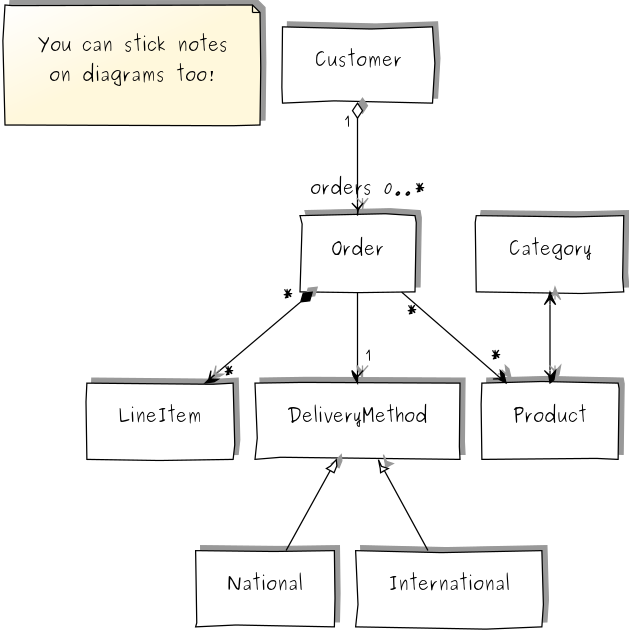 You can stick notes
on diagrams too!
Customer
1
orders 0..*
Order
Category
*
*
*
1
*
LineItem
DeliveryMethod
Product
National
International